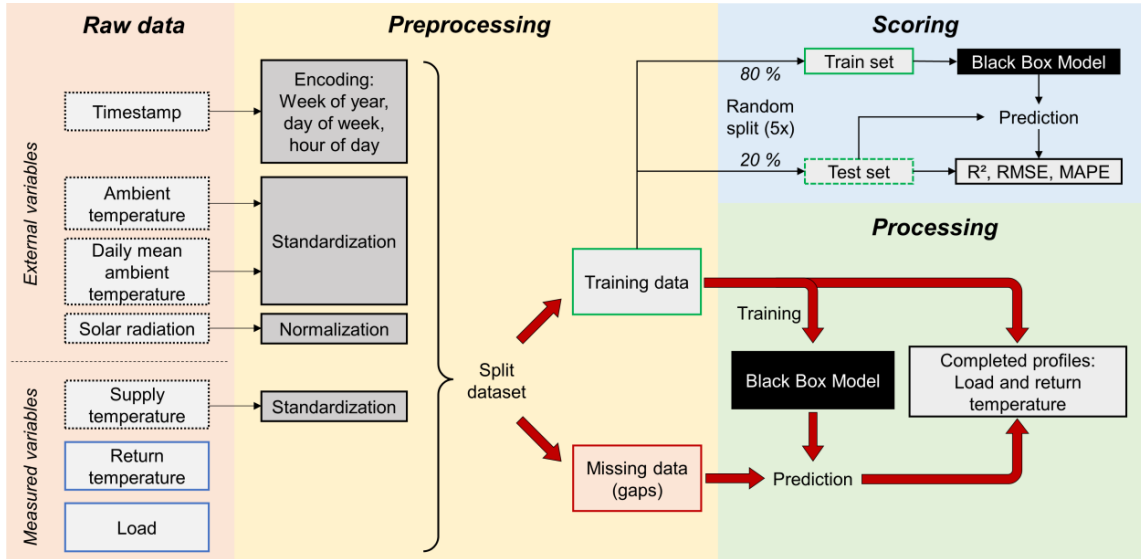 Raw data
External variables
Measured variables
Timestamp
Ambient
temperature
Daily mean
ambient
temperature
Solar radiation
Supply
temperature
Return
temperature
Load
Preprocessing
Encoding:
Week of year,
day of week,
hour of day
Standardization
Normalization
Standardization
Split
dataset
Training data
Missing data
(gaps)
Scoring
80 %
Random
split (5x)
20 %
Train set
Black Box Model
Prediction
Test set
R², RMSE, MAPE
Processing
Training
Black Box Model
Prediction
Completed profiles:
Load and return
temperature